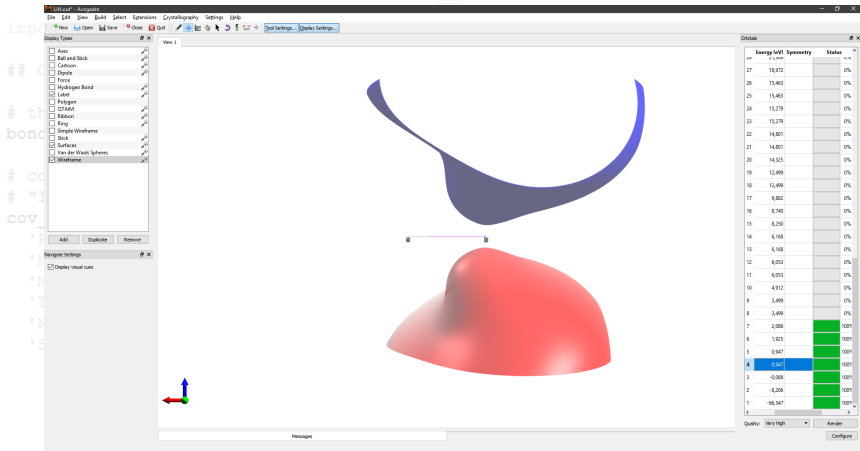 LiH.out* - Avogadro
File Edit View Build Select Extensions Crystallography Settings Help
New Open Save Close Quit Tool Settings... Display Settings...
Display Types
Axes
Ball and Stick
Cartoon
Dipole
Force
Hydrogen Bond
Label
Polygon
QTAIM
Ribbon
Ring
Simple Wireframe
Stick
Surfaces
Van der Waals Spheres
Wireframe
Add Duplicate Remove
Navigate Settings
Display visual cues
View 1
Messages
Orbitals
Energy (eV) Symmetry Status
27 18,972 0%
26 15,463 0%
25 15,463 0%
24 15,279 0%
23 15,279 0%
22 14,801 0%
21 14,801 0%
20 14,325 0%
19 12,499 0%
18 12,499 0%
17 9,882 0%
16 8,740 0%
15 8,250 0%
14 6,168 0%
13 6,168 0%
12 6,053 0%
11 6,053 0%
10 4,912 0%
9 3,499 0%
8 3,499 0%
7 2,086 100%
6 1,925 100%
5 0,947 100%
4 0,947 100%
3 -0,088 100%
2 -8,208 100%
1 -66,547 100%
Quality: Very High Render
Configure